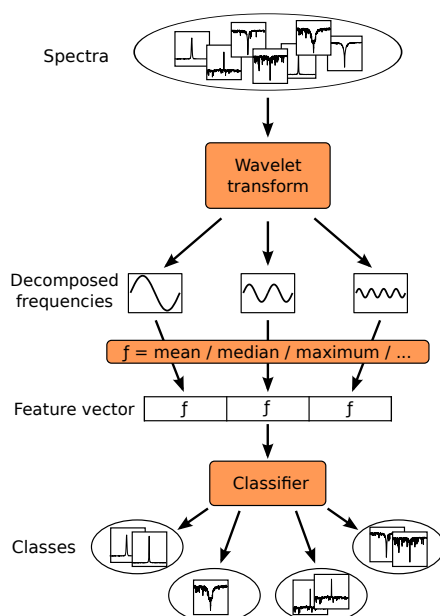 Spectra
Wavelet
transform
Decomposed
frequencies
ƒ = mean / median / maximum / ...
Feature vector
ƒ
ƒ
ƒ
Classifier
Classes